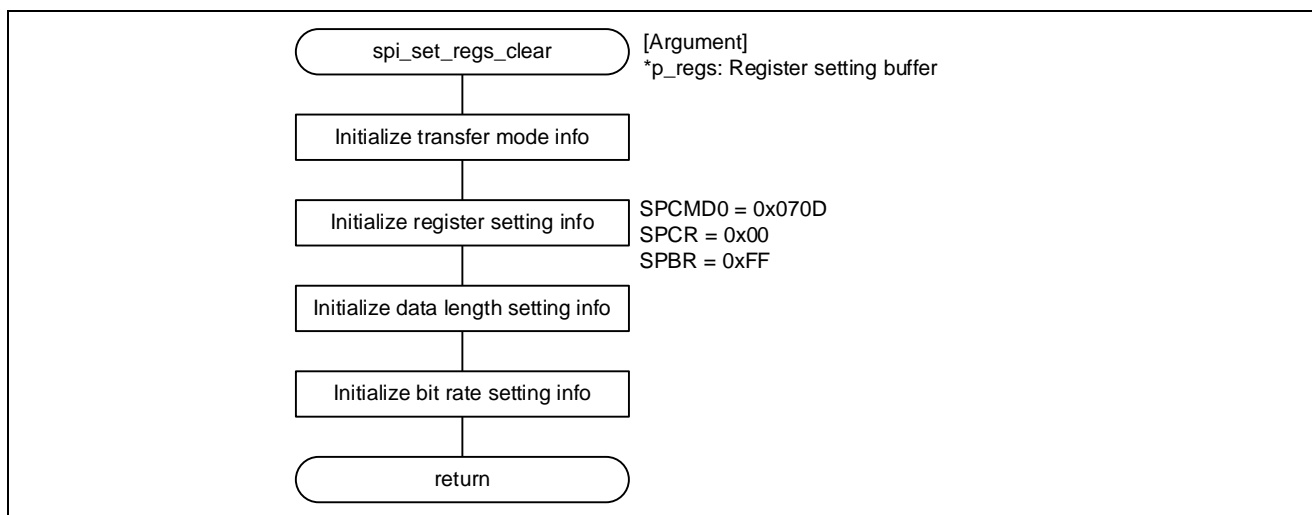 spi_set_regs_clear
[Argument]
*p_regs: Register setting buffer
Initialize transfer mode info
Initialize register setting info
SPCMD0 = 0x070D
SPCR = 0x00
SPBR = 0xFF
Initialize data length setting info
Initialize bit rate setting info
return